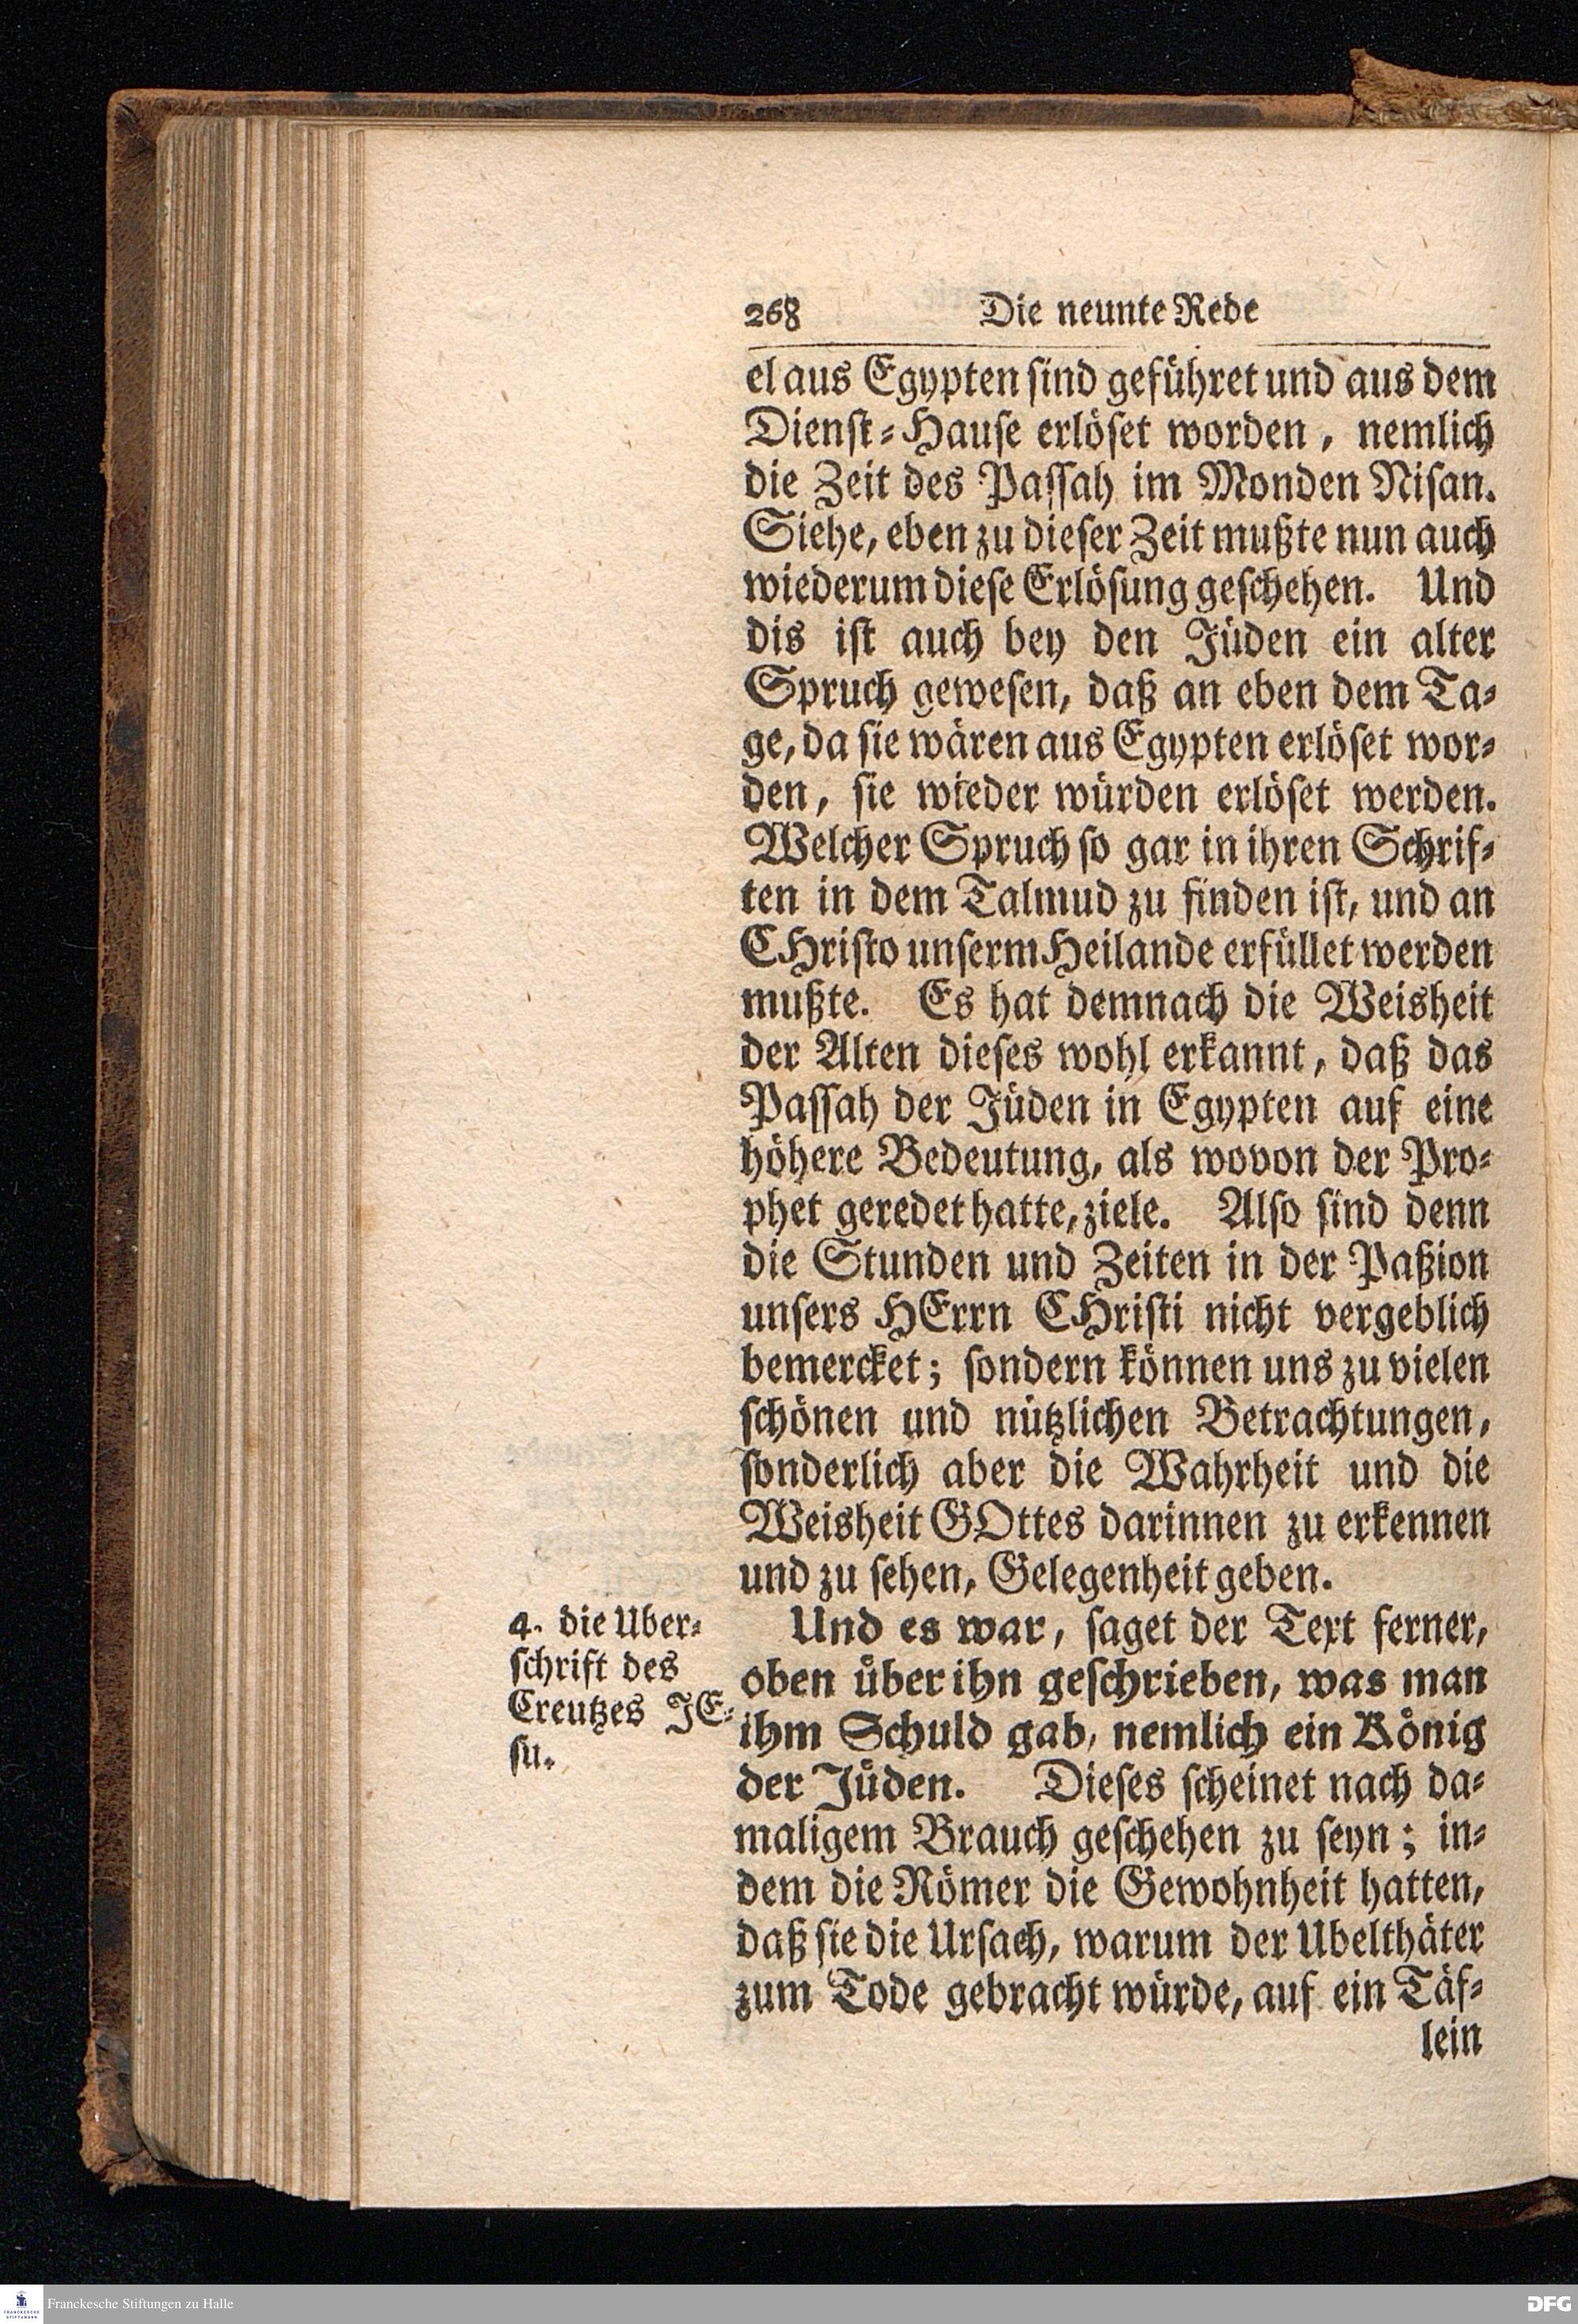 268 Die neunte Rede
el aus Egypten sind geführet und aus dem
Dienst-Hause erlöset worden, nemlich
die Zeit des Passah im Monden Nisan.
Siehe, eben zu dieser Zeit mußte nun auch
wiederum diese Erlösung geschehen. Und
dis ist auch bey den Jüden ein alter
Spruch gewesen, daß an eben dem Ta-
ge, da sie wären aus Egypten erlöset wor-
den, sie wieder würden erlöset werden.
Welcher Spruch so gar in ihren Schrif-
ten in dem Talmud zu finden ist, und an
CHristo unserm Heilande erfüllet werden
mußte. Es hat demnach die Weisheit
der Alten dieses wohl erkannt, daß das
Passah der Jüden in Egypten auf eine
höhere Bedeutung, als wovon der Pro-
phet geredet hatte, ziele. Also sind denn
die Stunden und Zeiten in der Paßion
unsers HErrn CHristi nicht vergeblich
bemercket; sondern können uns zu vielen
schönen und nützlichen Betrachtungen,
sonderlich aber die Wahrheit und die
Weisheit GOttes darinnen zu erkennen
und zu sehen, Gelegenheit geben.
4. die Uber-
schrift des
Creutzes JE-
su.
Und es war, saget der Text ferner,
oben über ihn geschrieben, was man
ihm Schuld gab, nemlich ein König
der Jüden. Dieses scheinet nach da-
maligem Brauch geschehen zu seyn; in-
dem die Römer die Gewohnheit hatten,
daß sie die Ursach, warum der Ubelthäter
zum Tode gebracht würde, auf ein Täf-
lein
FRANCKESCHE
STIFTUNGEN
Franckesche Stiftungen zu Halle
DFG